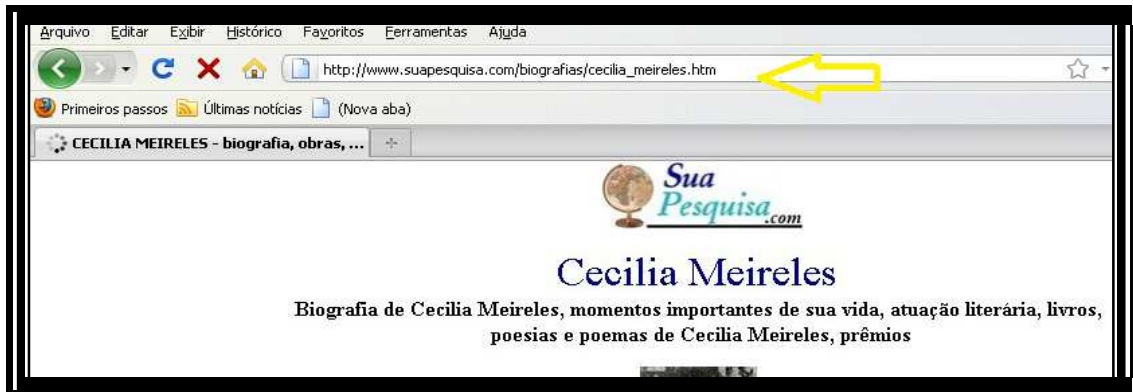 Arquivo Editar Exibir Histórico Favoritos Ferramentas Ajuda
http://www.suapesquisa.com/biografias/cecilia_meireles.htm
Primeiros passos Últimas notícias (Nova aba)
CECILIA MEIRELES - biografia, obras, ...
Sua
Pesquisa.com
Cecilia Meireles
Biografia de Cecilia Meireles, momentos importantes de sua vida, atuação literária, livros,
poesias e poemas de Cecilia Meireles, prêmios